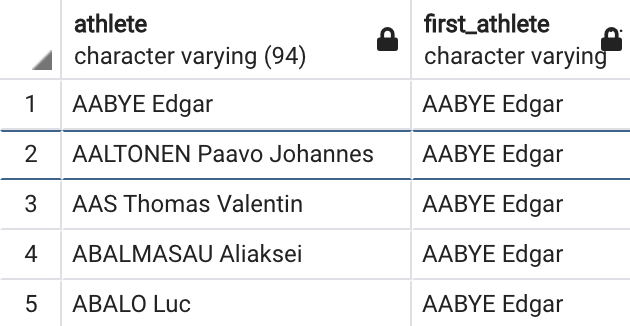 athlete first_athlete
character varying (94) character varying
1 AABYE Edgar AABYE Edgar
2 AALTONEN Paavo Johannes AABYE Edgar
3 AAS Thomas Valentin AABYE Edgar
4 ABALMASAU Aliaksei AABYE Edgar
5 ABALO Luc AABYE Edgar